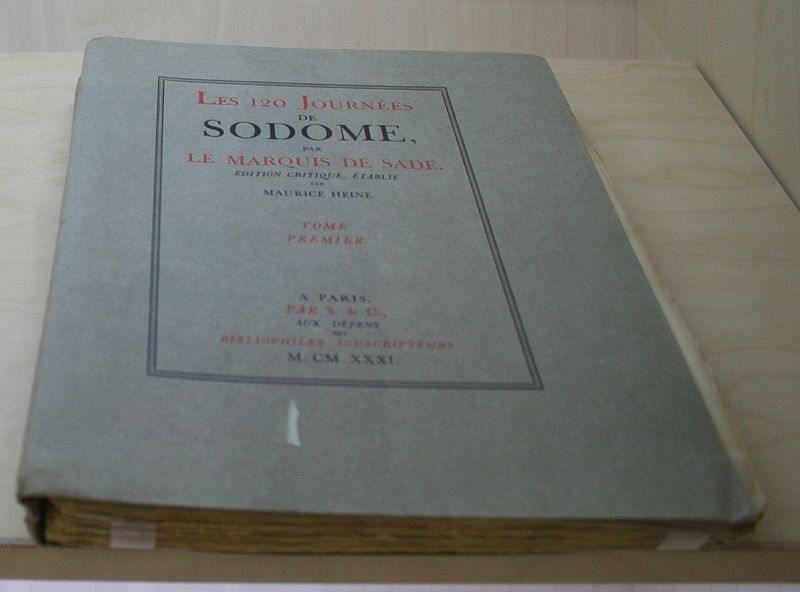 LES 120 JOURNÉES
DE
SODOME,
PAR
LE MARQUIS DE SADE.
EDITION CRITIQUE, ÉTABLIE
PAR
MAURICE HEINE
TOME
PREMIER
A PARIS,
PAR S. & C.,
AUX DÉPENS
DES
BIBLIOPHILES SOUSCRIPTEURS
M. CM. XXXI